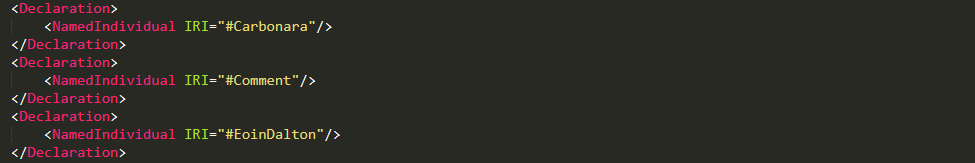 <Declaration>
<NamedIndividual IRI="#Carbonara"/>
</Declaration>
<Declaration>
<NamedIndividual IRI="#Comment"/>
</Declaration>
<Declaration>
<NamedIndividual IRI="#EoinDalton"/>
</Declaration>